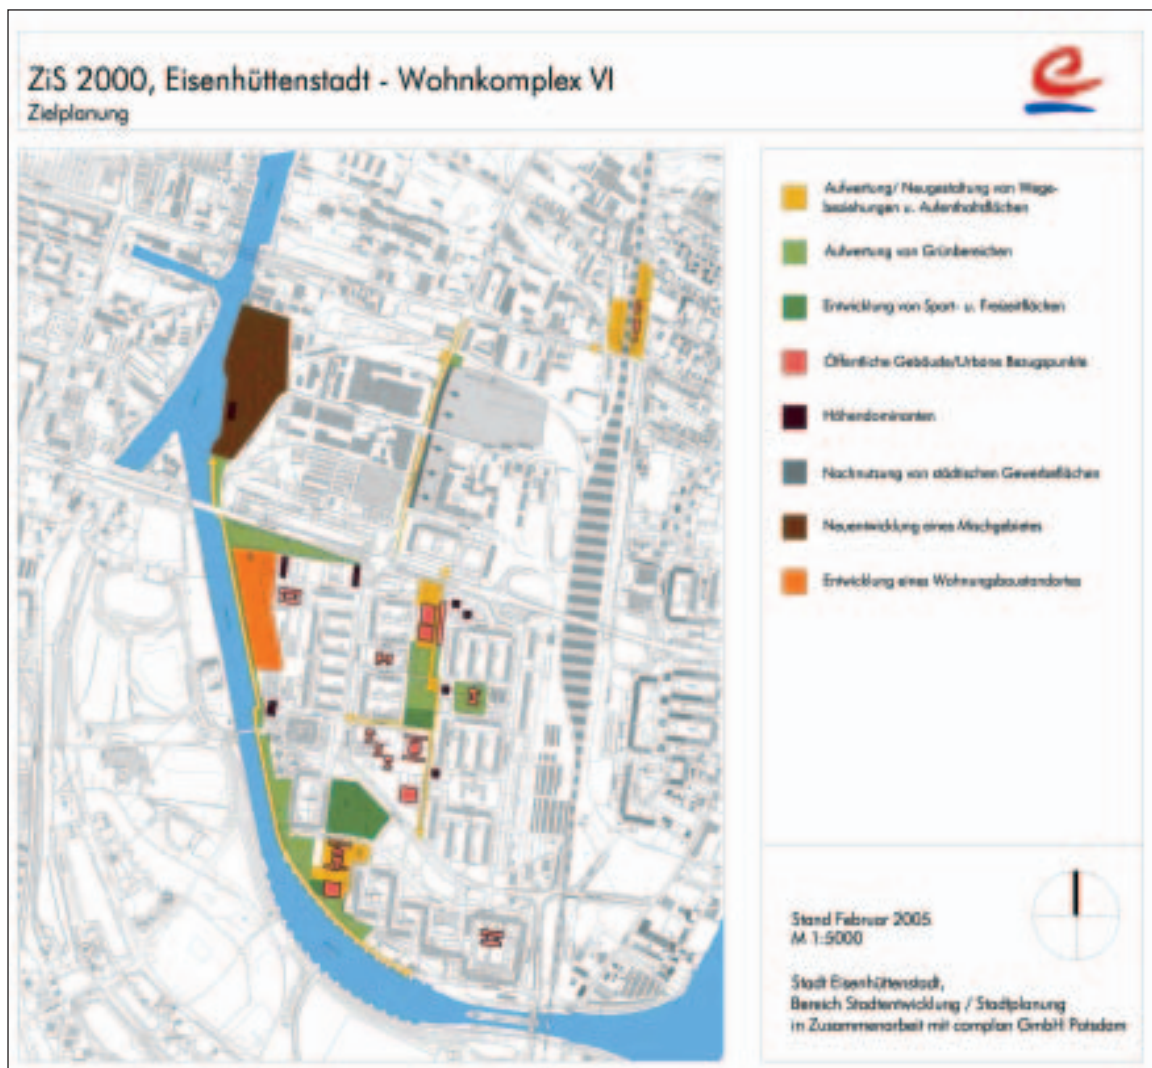 ZiS 2000, Eisenhüttenstadt - Wohnkomplex VI
Zielplanung
Aufwertung/ Neugestaltung von Wege-
beziehungen u. Aufenthaltsflächen
Aufwertung von Grünbereichen
Entwicklung von Sport- u. Freizeitflächen
Öffentliche Gebäude/Urbane Bezugspunkte
Höhendominanten
Nachnutzung von städtischen Gewerbeflächen
Neuentwicklung eines Mischgebietes
Entwicklung eines Wohnungsbaustandortes
Stand Februar 2005
M 1:5000
Stadt Eisenhüttenstadt,
Bereich Stadtentwicklung / Stadtplanung
in Zusammenarbeit mit complan GmbH Potsdam